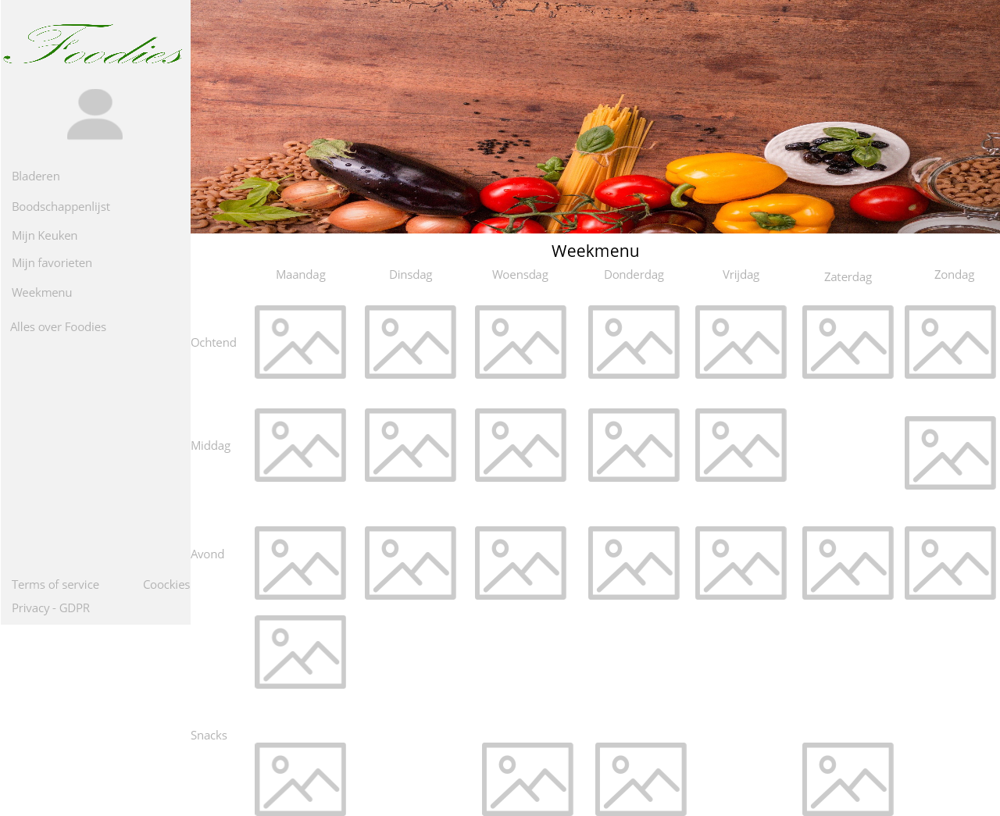 Foodies
Bladeren
Boodschappenlijst
Mijn Keuken
Mijn favorieten
Weekmenu
Alles over Foodies
Terms of service Coockies
Privacy - GDPR
Weekmenu
Maandag Dinsdag Woensdag Donderdag Vrijdag Zaterdag Zondag
Ochtend
Middag
Avond
Snacks